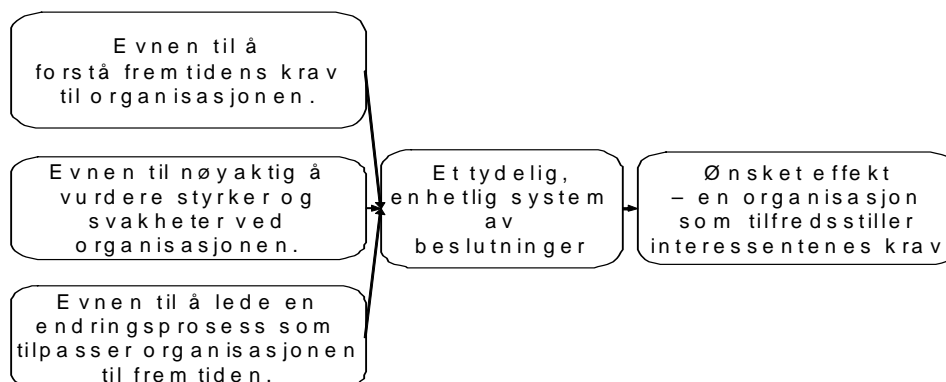 Evnen til å
forstå fremtidens krav
til organisasjonen.
Evnen til nøyaktig å
vurdere styrker og
svakheter ved
organisasjonen.
Evnen til å lede en
endringsprosess som
tilpasser organisasjonen
til fremtiden.
Et tydelig,
enhetlig system
av
beslutninger
Ønsket effekt
– en organisasjon
som tilfredsstiller
interessentenes krav